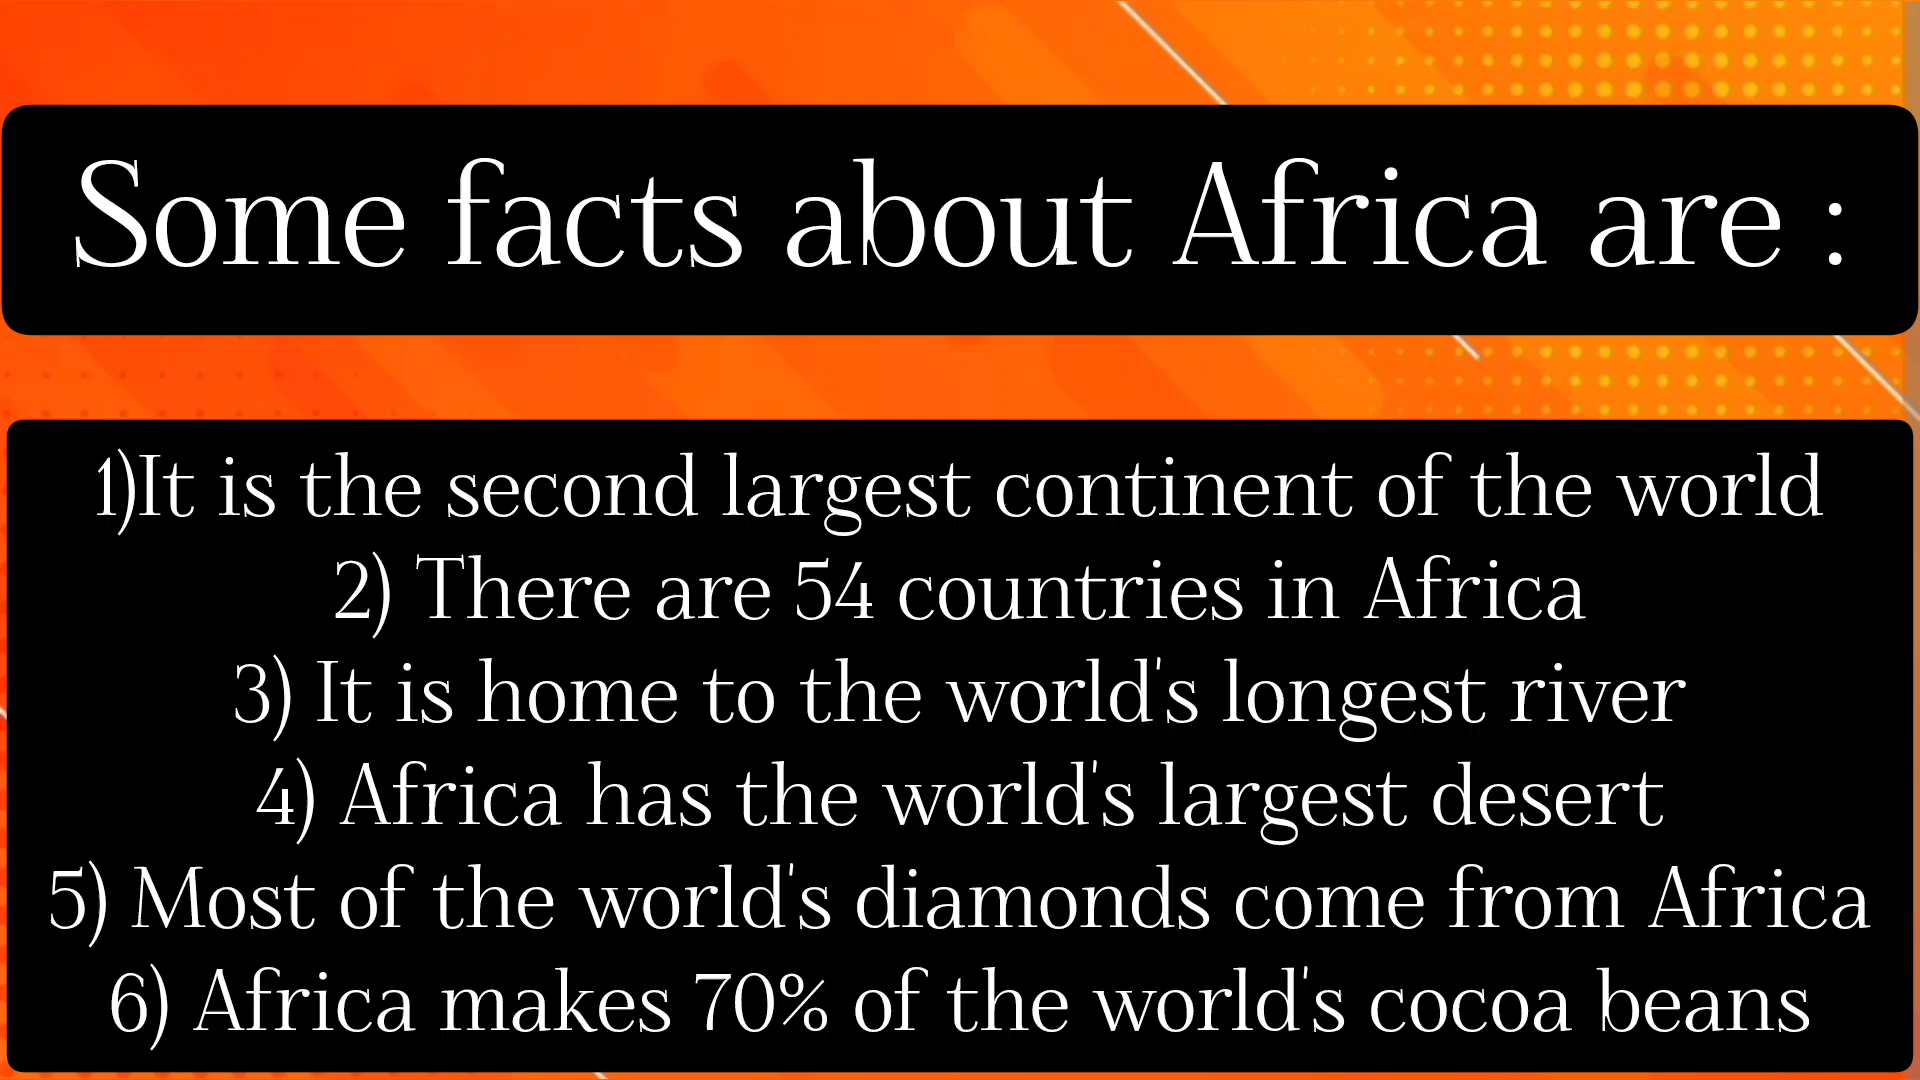 Some facts about Africa are :
1)It is the second largest continent of the world
2) There are 54 countries in Africa
3) It is home to the world's longest river
4) Africa has the world's largest desert
5) Most of the world's diamonds come from Africa
6) Africa makes 70% of the world's cocoa beans